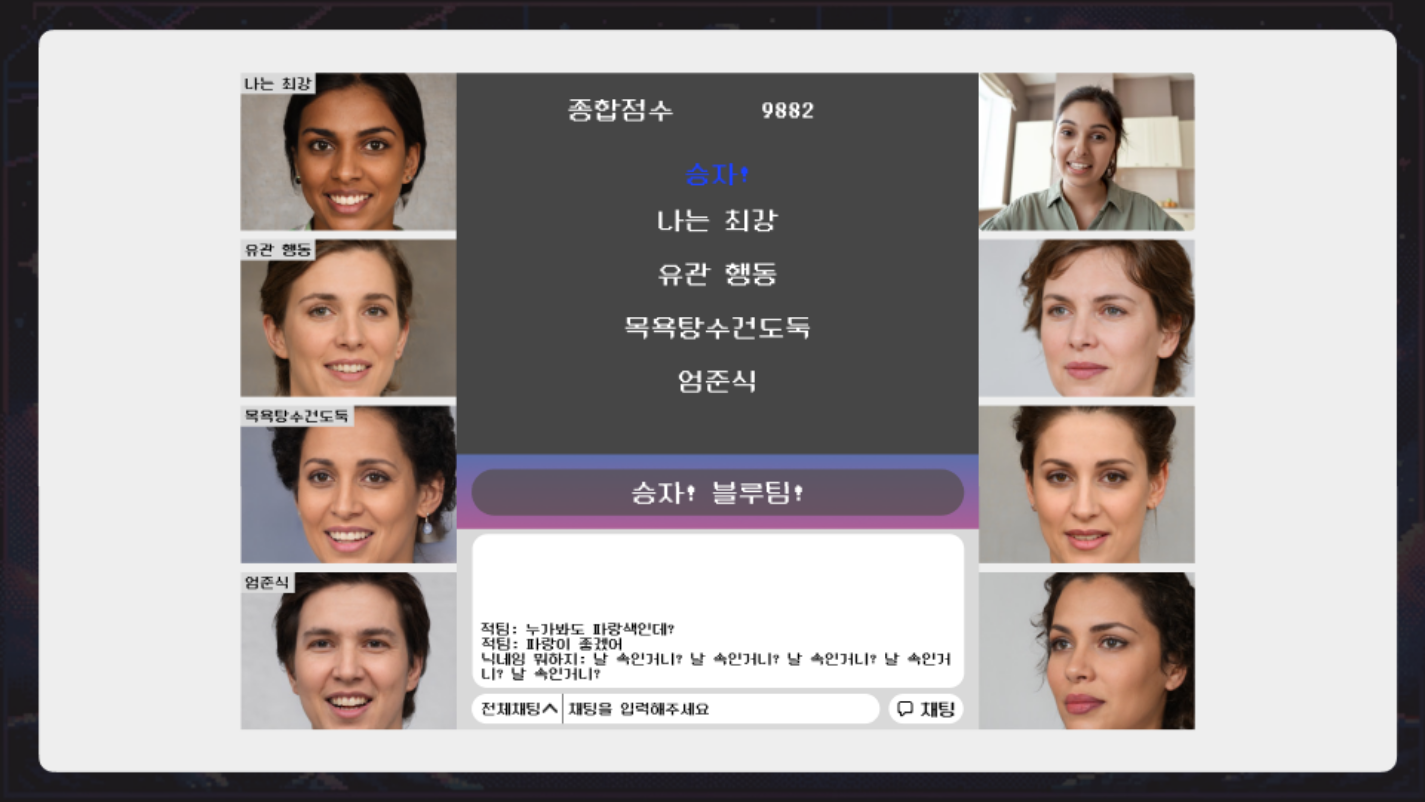 나는 최강
종합점수 9882
승자!
나는 최강
유관 행동
유관 행동
목욕탕수건도둑
엄준식
목욕탕수건도둑
승자! 블루팀!
엄준식
적팀: 누가봐도 파랑색인데?
적팀: 파랑이 좋겠어
닉네임 뭐하지: 날 속인거니? 날 속인거니? 날 속인거니? 날 속인거
니? 날 속인거니?
전체채팅 채팅을 입력해주세요 채팅